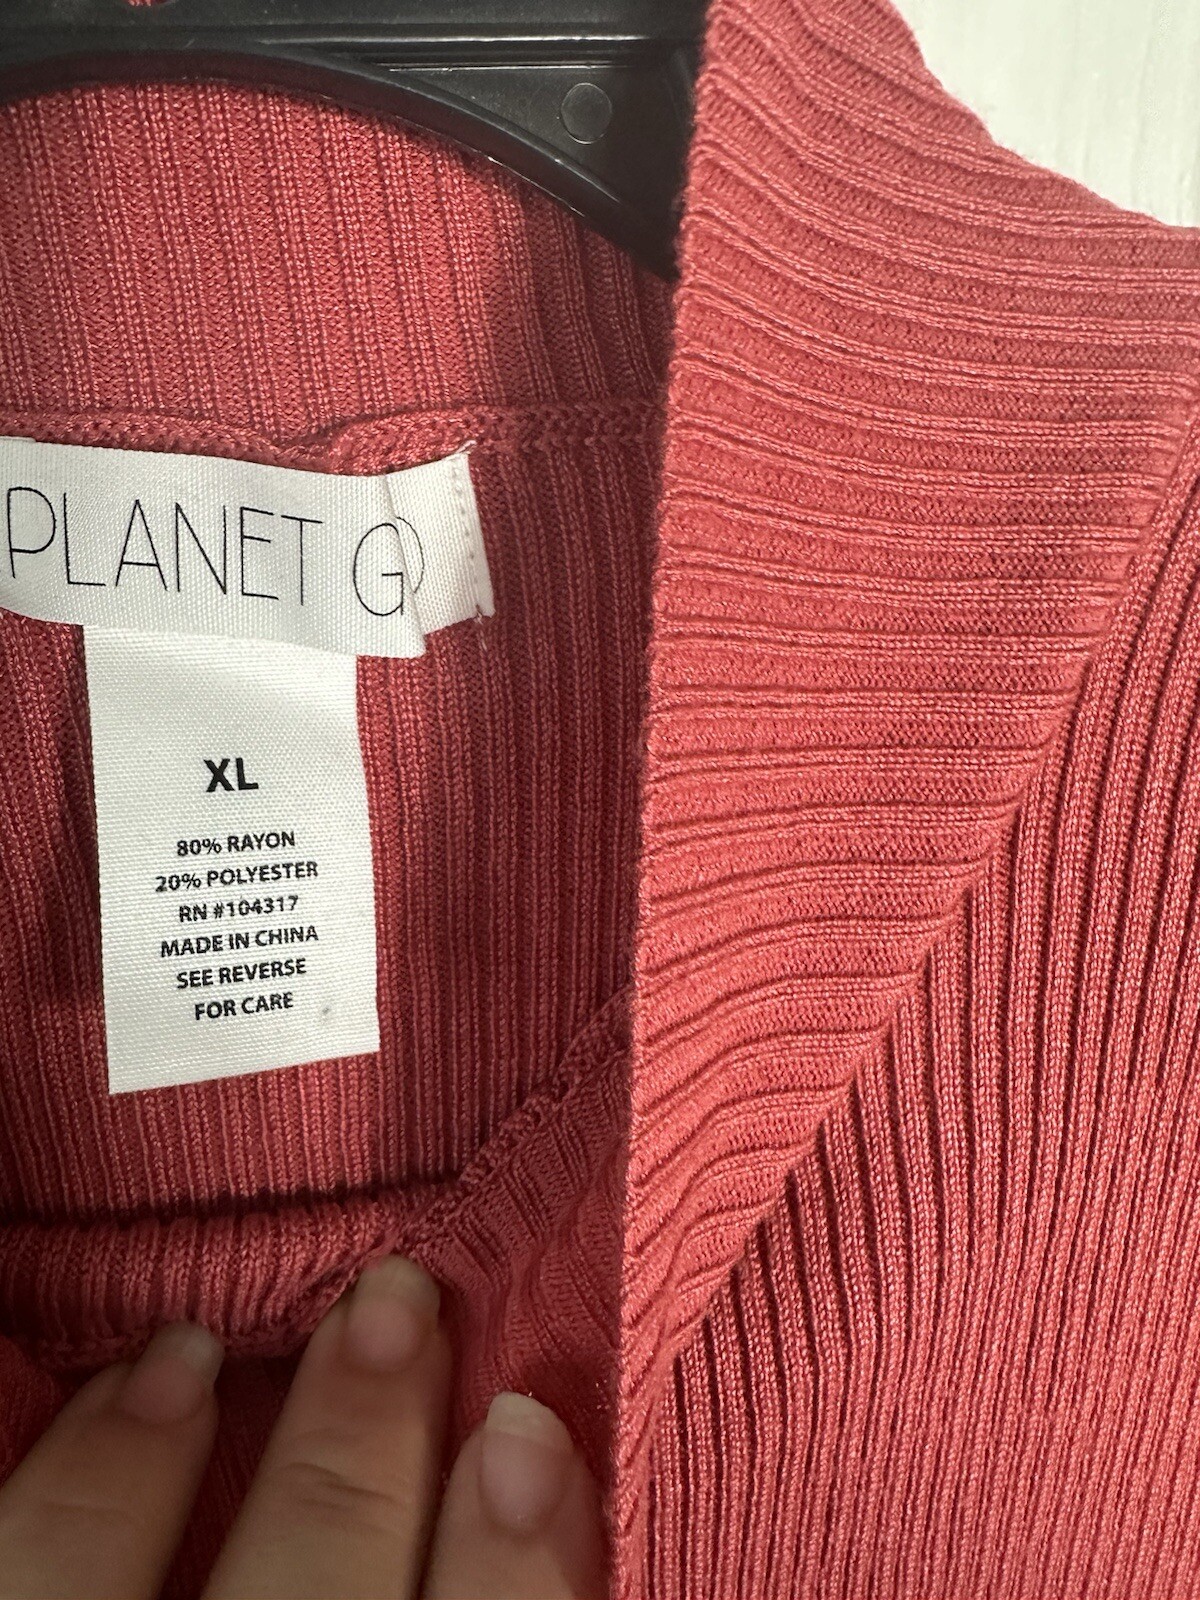 PLANET G
XL
80% RAYON
20% POLYESTER
RN #104317
MADE IN CHINA
SEE REVERSE
FOR CARE